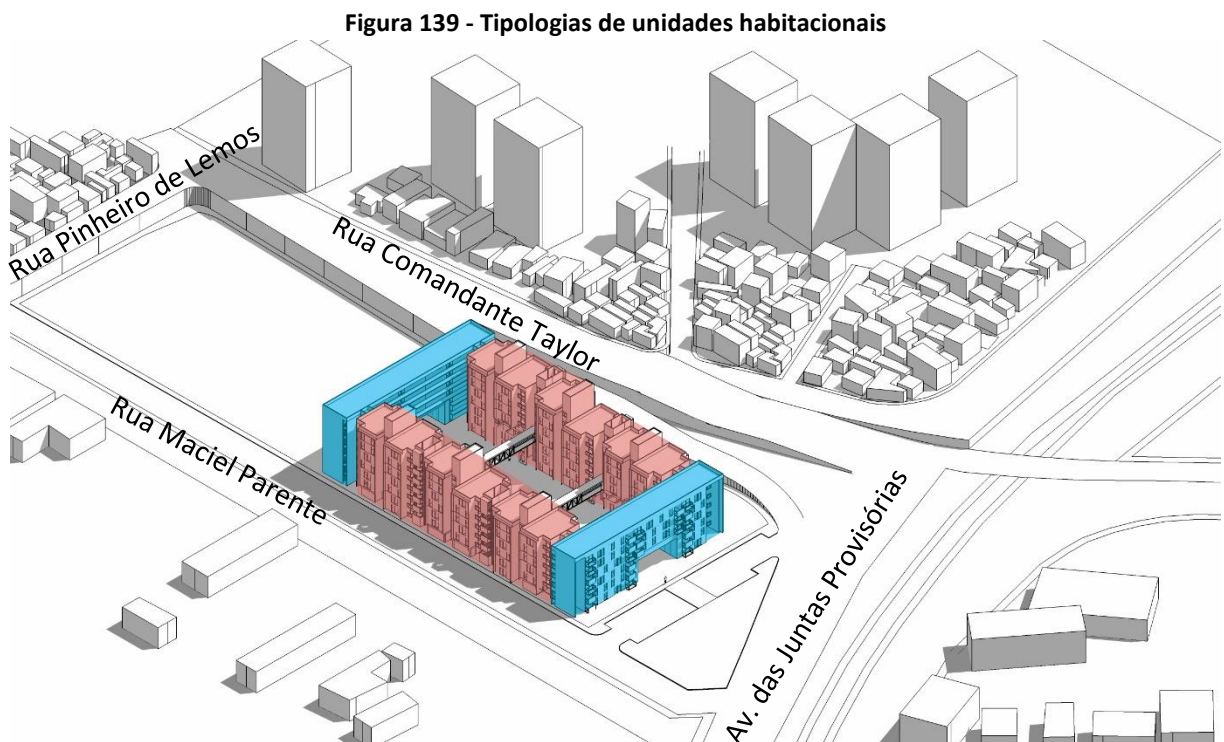 Figura 139 - Tipologias de unidades habitacionais
Rua Pinheiro de Lemos
Rua Comandante Taylor
Rua Maciel Parente
Av. das Juntas Provisórias